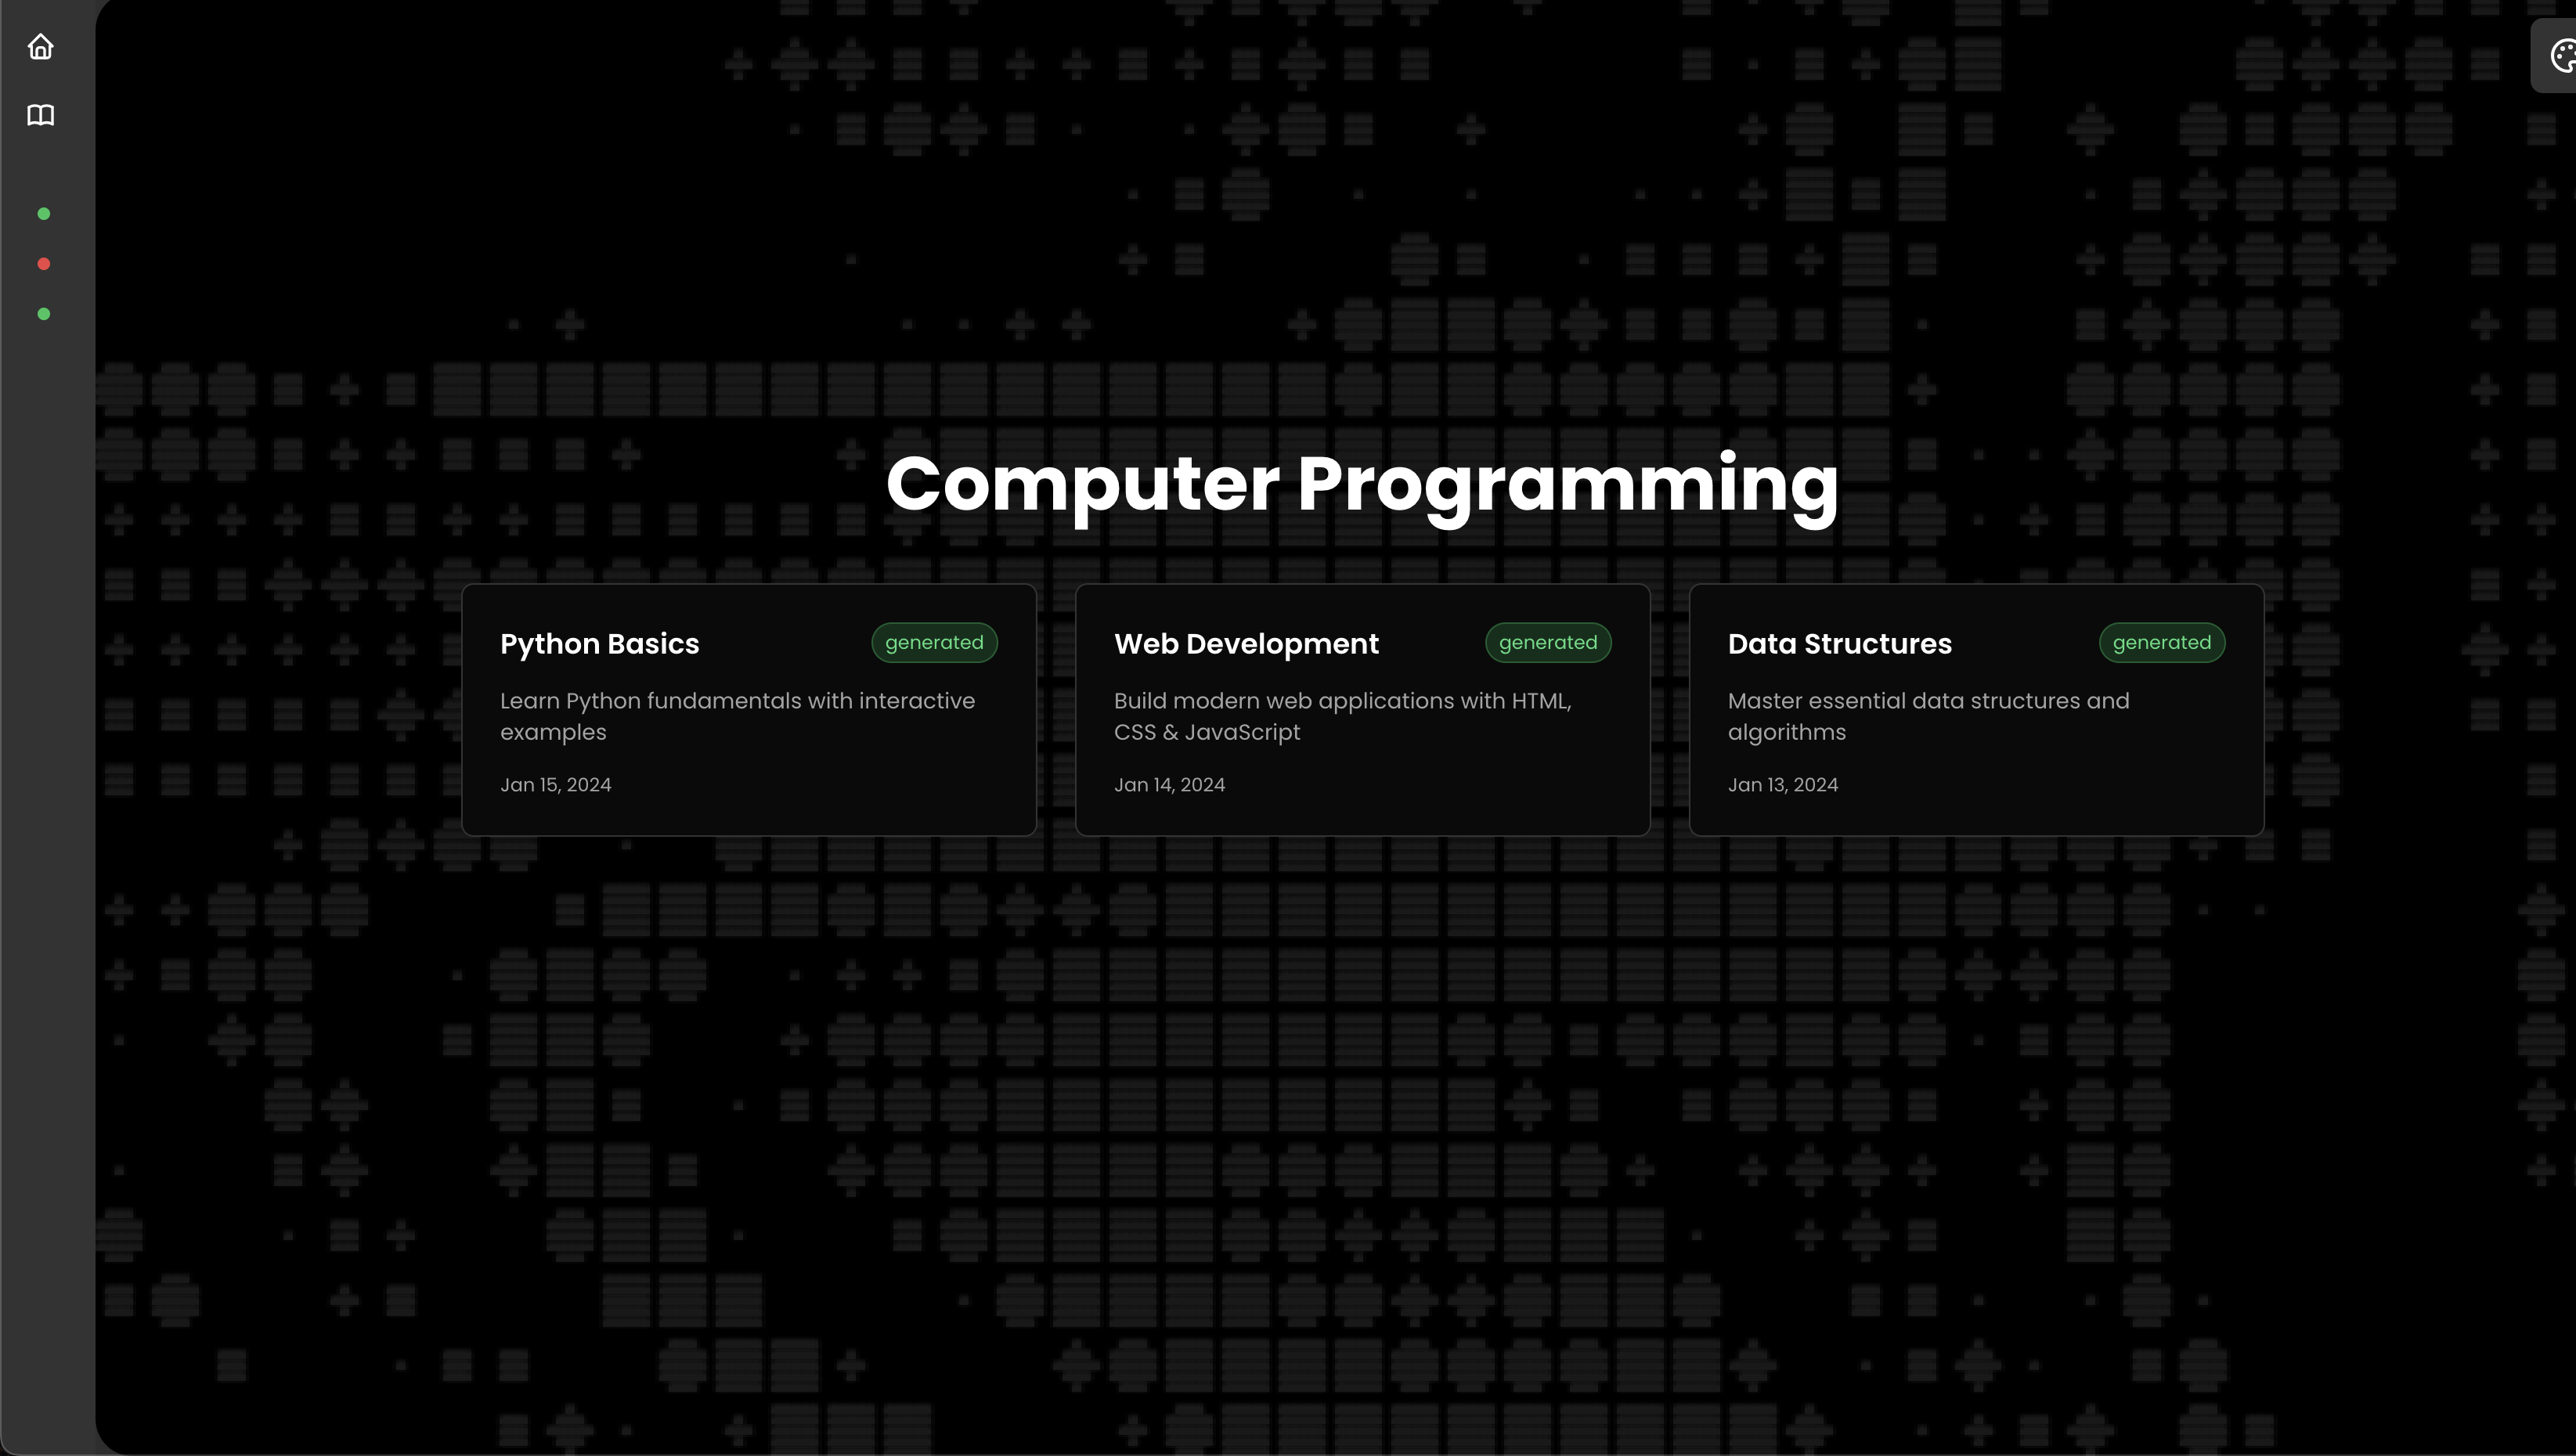 Computer Programming
Python Basics
generated
Learn Python fundamentals with interactive
examples
Jan 15, 2024
Web Development
generated
Build modern web applications with HTML,
CSS & JavaScript
Jan 14, 2024
Data Structures
generated
Master essential data structures and
algorithms
Jan 13, 2024